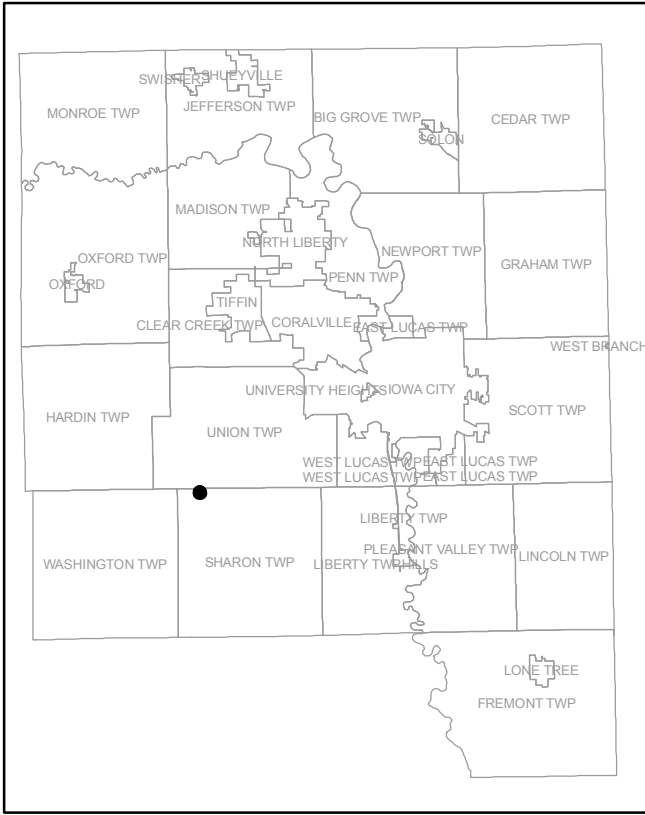 SWISHER SHUEYVILLE
MONROE TWP
JEFFERSON TWP
BIG GROVE TWP
CEDAR TWP
SOLON
MADISON TWP
NORTH LIBERTY
NEWPORT TWP
OXFORD TWP
GRAHAM TWP
PENN TWP
OXFORD
TIFFIN
CLEAR CREEK TWP
CORALVILLE
EAST LUCAS TWP
WEST BRANCH
UNIVERSITY HEIGHTS
IOWA CITY
HARDIN TWP
SCOTT TWP
UNION TWP
WEST LUCAS TWP
EAST LUCAS TWP
WEST LUCAS TWP
EAST LUCAS TWP
LIBERTY TWP
PLEASANT VALLEY TWP
WASHINGTON TWP
SHARON TWP
LIBERTY TWP
HILLS
LINCOLN TWP
LONE TREE
FREMONT TWP